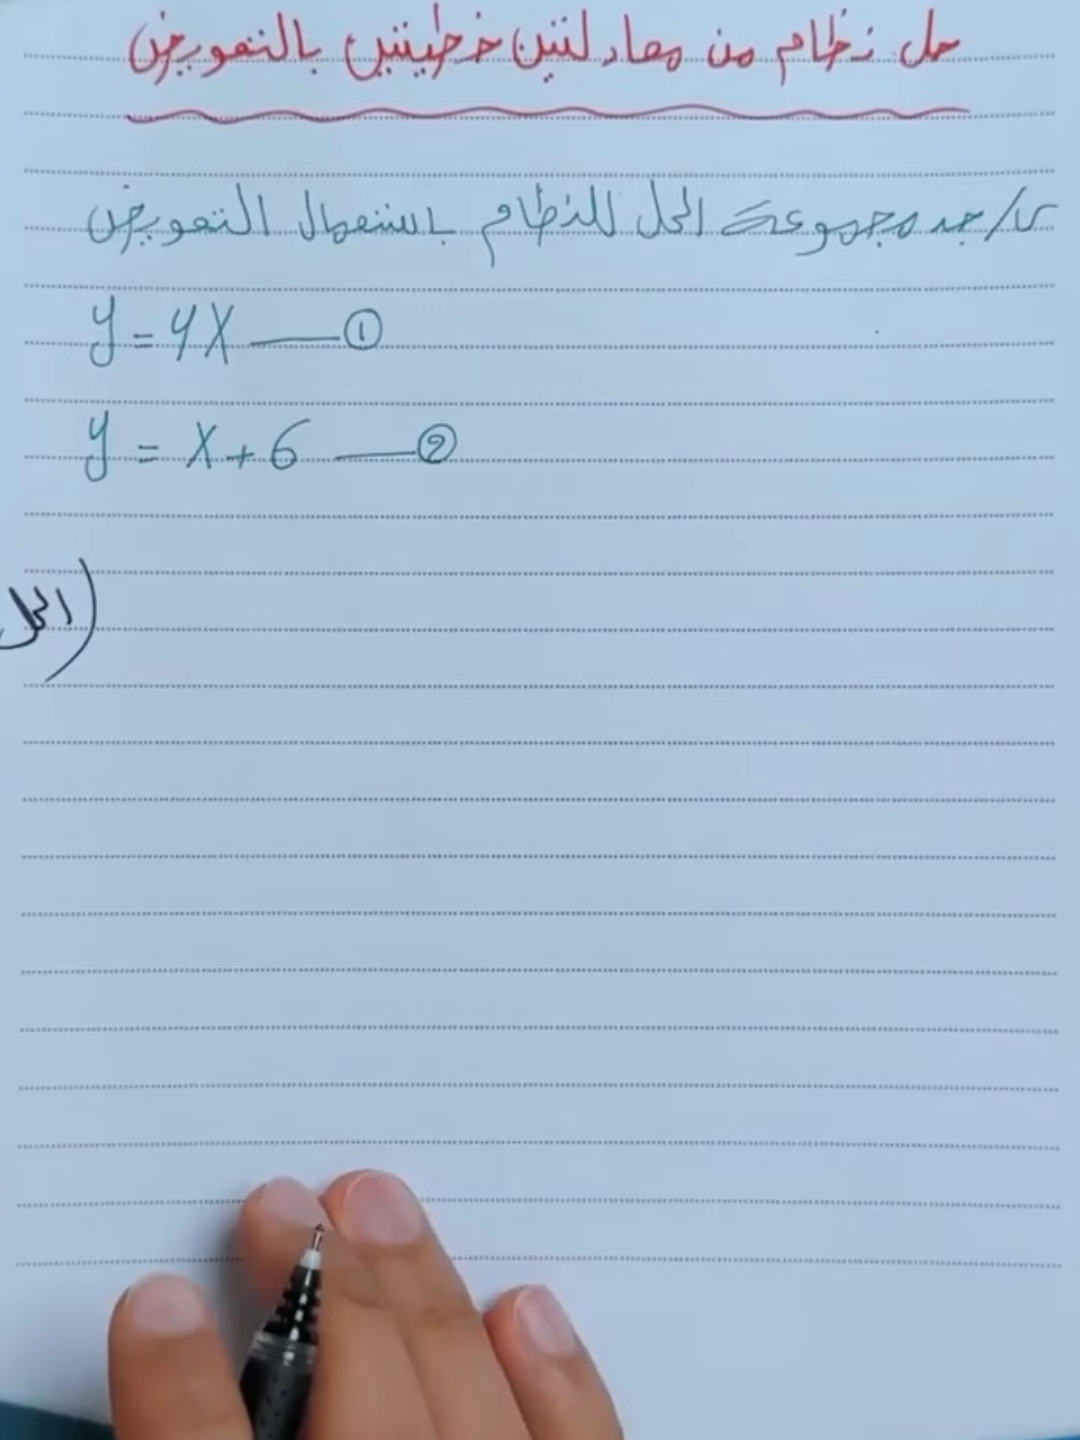 حل نظام من معادلتين خطيتين بالتعويض
س/ جد مجموعة الحل للنظام باستعمال التعويض
y = 4x —— ①
y = x + 6 —— ②
(الحل